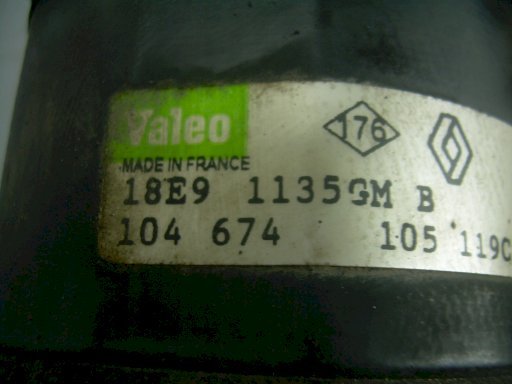 Valeo
176
MADE IN FRANCE
18E9 1135GM B
104 674 105 119C